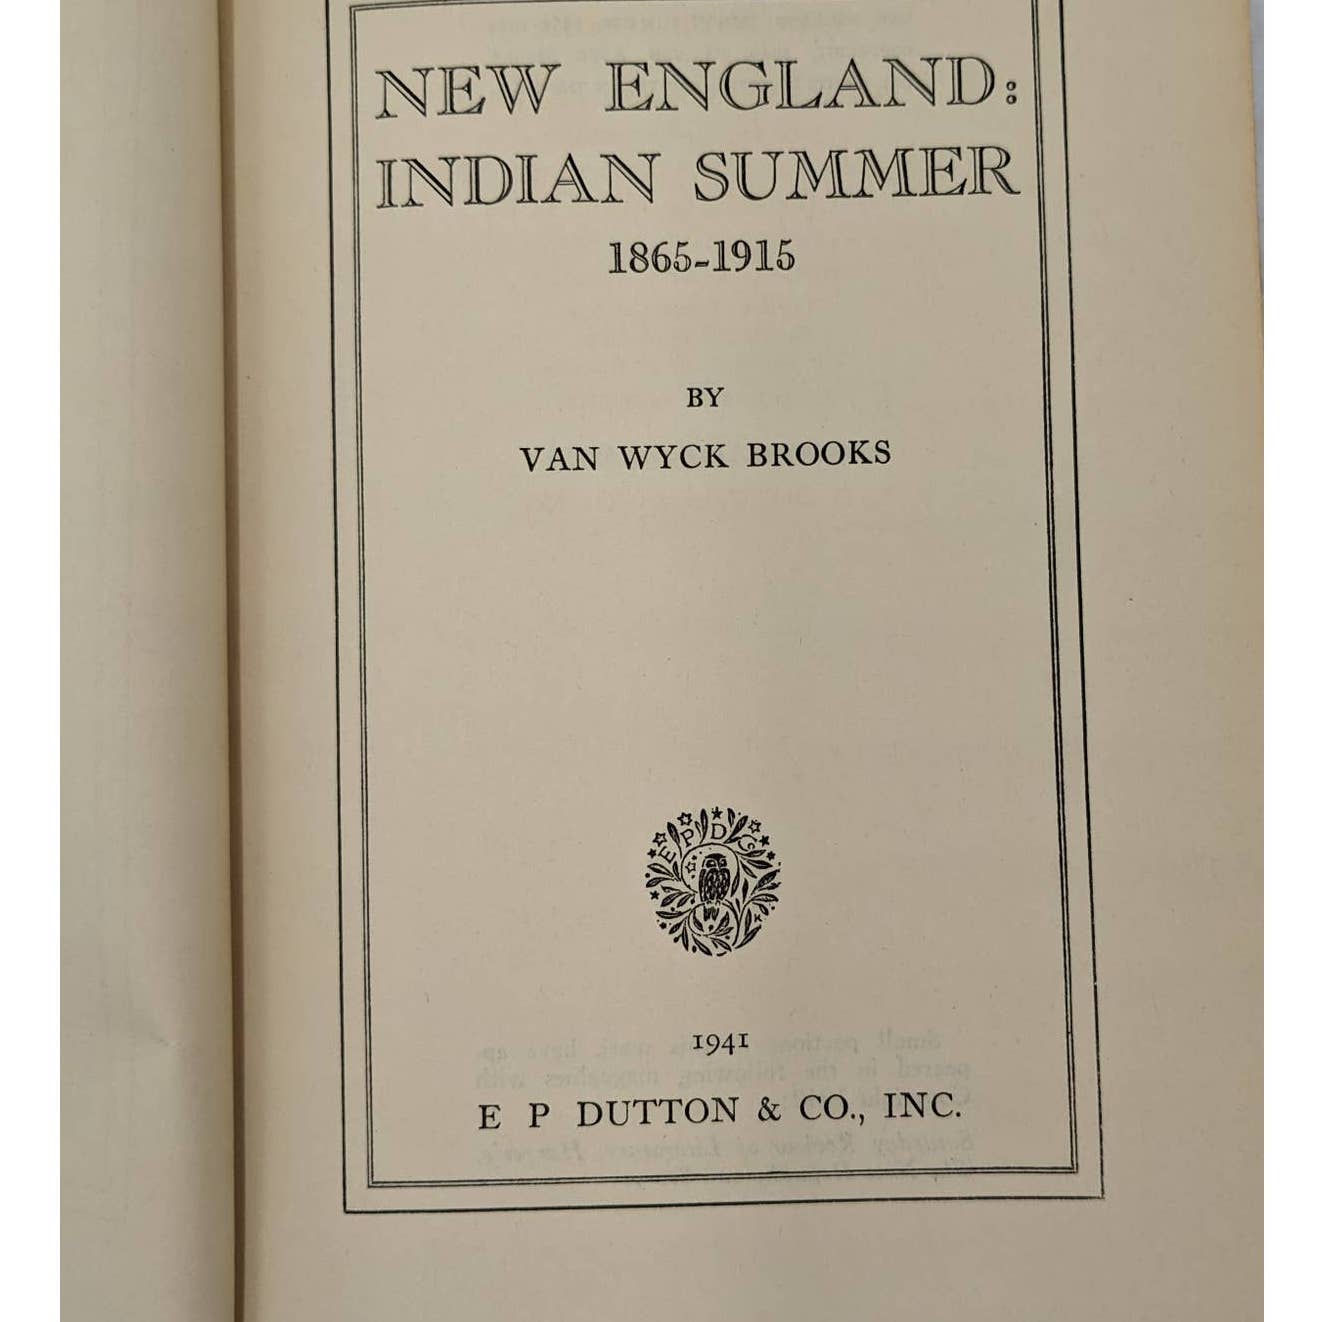 NEW ENGLAND:
INDIAN SUMMER
1865-1915
BY
VAN WYCK BROOKS
E P D C
1941
E P DUTTON & CO., INC.